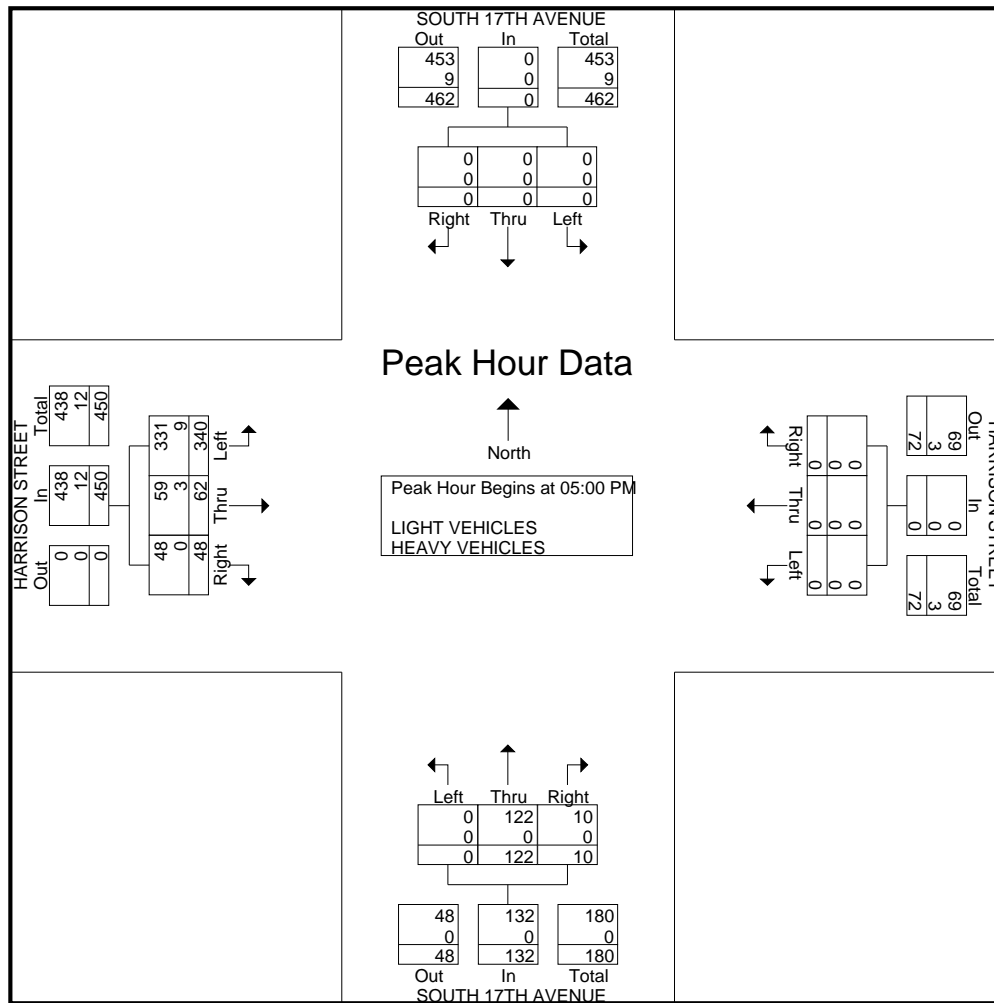 SOUTH 17TH AVENUE
Out In Total
453 0 453
9 0 9
462 0 462
0 0 0
0 0 0
0 0 0
Right Thru Left
Peak Hour Data
North
Peak Hour Begins at 05:00 PM
LIGHT VEHICLES
HEAVY VEHICLES
HARRISON STREET
Out In Total
0 438 438
0 12 12
0 450 450
Right Thru Left
48 59 331
0 3 9
48 62 340
HARRISON STREET
Out In Total
69 0 69
3 0 3
72 0 72
Right Thru Left
0 0 0
0 0 0
0 0 0
Left Thru Right
0 122 10
0 0 0
0 122 10
48 132 180
0 0 0
48 132 180
Out In Total
SOUTH 17TH AVENUE